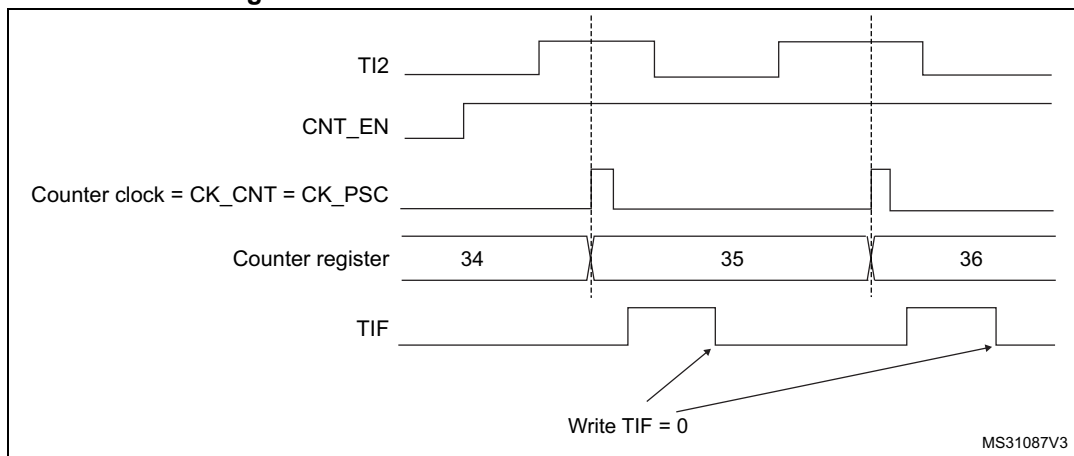 TI2
CNT_EN
Counter clock = CK_CNT = CK_PSC
Counter register 34 35 36
TIF
Write TIF = 0
MS31087V3